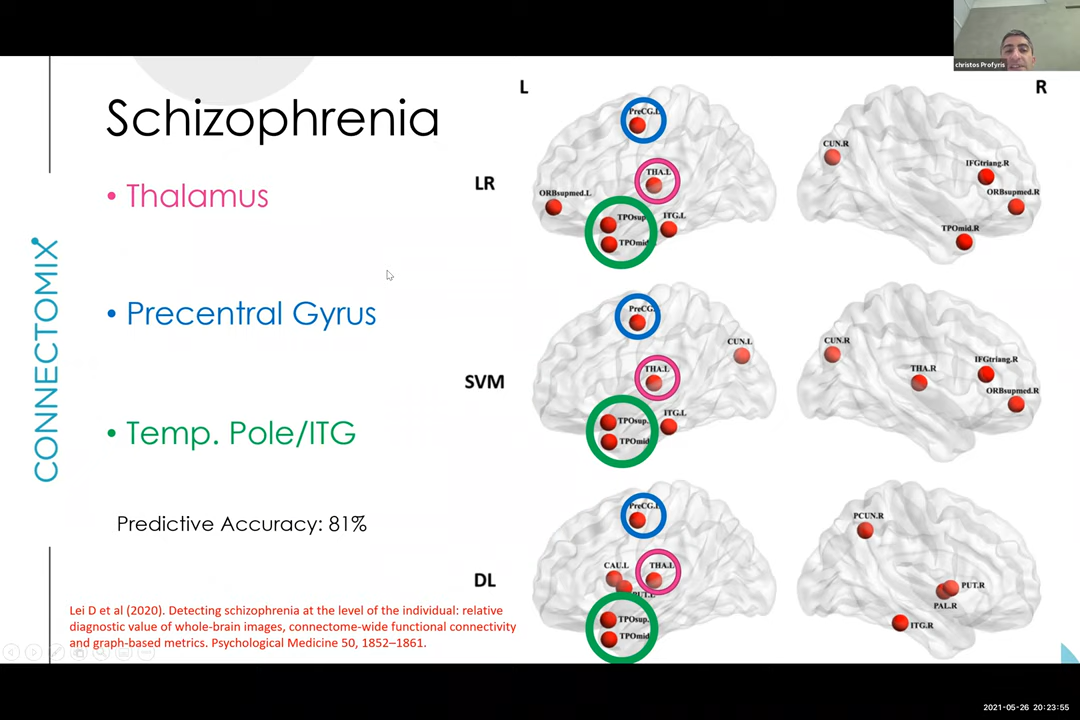 christos Profyris
Schizophrenia
• Thalamus
• Precentral Gyrus
• Temp. Pole/ITG
Predictive Accuracy: 81%
Lei D et al (2020). Detecting schizophrenia at the level of the individual: relative
diagnostic value of whole-brain images, connectome-wide functional connectivity
and graph-based metrics. Psychological Medicine 50, 1852–1861.
CONNECTOMIX
L
R
LR
PreCG.L
THA.L
ORBsupmed.L
TPOsup.
ITG.L
TPOmid
CUN.R
IFGtriang.R
ORBsupmed.R
TPOmid.R
SVM
PreCG.
CUN.L
THA.L
TPOsup.
ITG.L
TPOmid
CUN.R
THA.R
IFGtriang.R
ORBsupmed.R
DL
PreCG.L
CAU.L
THA.L
PUT.L
TPOsup.
TPOmid
PCUN.R
PUT.R
PAL.R
ITG.R
2021-05-26 20:23:55